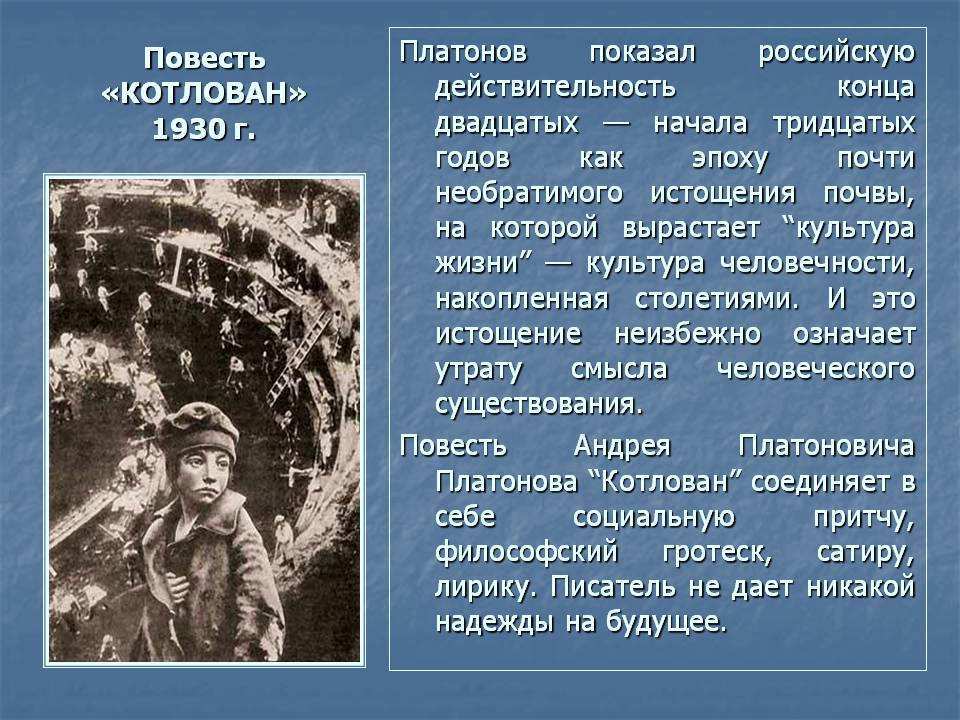 Повесть
«КОТЛОВАН»
1930 г.
Платонов показал российскую
действительность конца
двадцатых — начала тридцатых
годов как эпоху почти
необратимого истощения почвы,
на которой вырастает “культура
жизни” — культура человечности,
накопленная столетиями. И это
истощение неизбежно означает
утрату смысла человеческого
существования.
Повесть Андрея Платоновича
Платонова “Котлован” соединяет в
себе социальную притчу,
философский гротеск, сатиру,
лирику. Писатель не дает никакой
надежды на будущее.